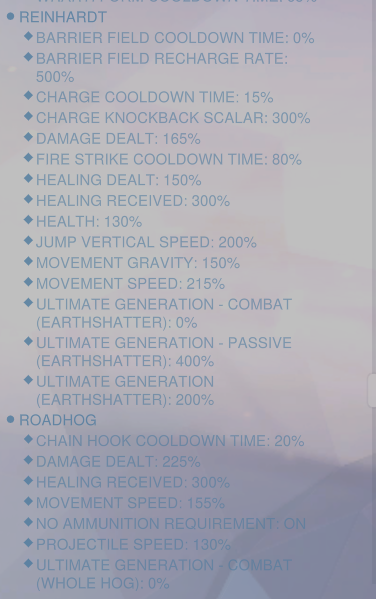 REINHARDT
BARRIER FIELD COOLDOWN TIME: 0%
BARRIER FIELD RECHARGE RATE:
500%
CHARGE COOLDOWN TIME: 15%
CHARGE KNOCKBACK SCALAR: 300%
DAMAGE DEALT: 165%
FIRE STRIKE COOLDOWN TIME: 80%
HEALING DEALT: 150%
HEALING RECEIVED: 300%
HEALTH: 130%
JUMP VERTICAL SPEED: 200%
MOVEMENT GRAVITY: 150%
MOVEMENT SPEED: 215%
ULTIMATE GENERATION - COMBAT
(EARTHSHATTER): 0%
ULTIMATE GENERATION - PASSIVE
(EARTHSHATTER): 400%
ULTIMATE GENERATION
(EARTHSHATTER): 200%
ROADHOG
CHAIN HOOK COOLDOWN TIME: 20%
DAMAGE DEALT: 225%
HEALING RECEIVED: 300%
MOVEMENT SPEED: 155%
NO AMMUNITION REQUIREMENT: ON
PROJECTILE SPEED: 130%
ULTIMATE GENERATION - COMBAT
(WHOLE HOG): 0%